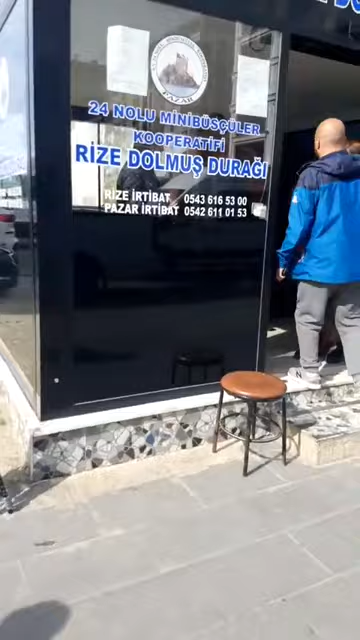 PAZAR
24 NOLU MİNİBÜSÇÜLER
KOOPERATİFİ
RİZE DOLMUŞ DURAĞI
RİZE İRTİBAT 0543 616 53 00
PAZAR İRTİBAT 0542 611 01 53